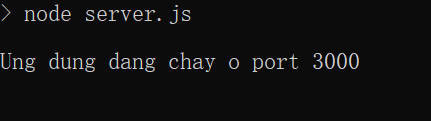 > node server.js
Ung dung dang chay o port 3000